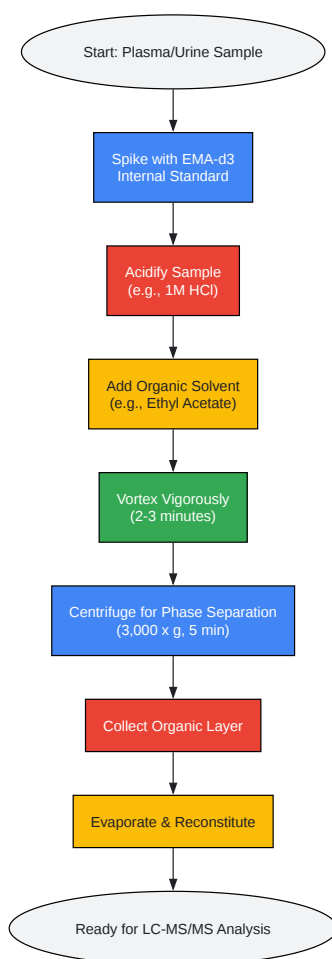 Start: Plasma/Urine Sample
Spike with EMA-d3
Internal Standard
Acidify Sample
(e.g., 1M HCl)
Add Organic Solvent
(e.g., Ethyl Acetate)
Vortex Vigorously
(2-3 minutes)
Centrifuge for Phase Separation
(3,000 x g, 5 min)
Collect Organic Layer
Evaporate & Reconstitute
Ready for LC-MS/MS Analysis